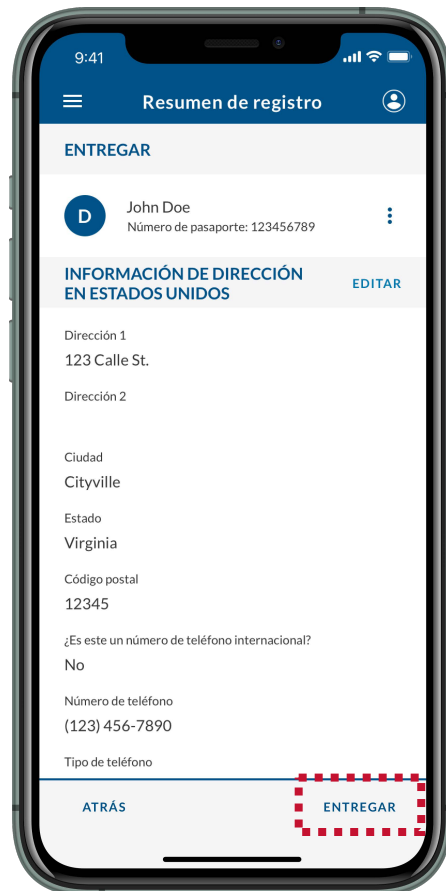 9:41
Resumen de registro
ENTREGAR
D
John Doe
Número de pasaporte: 123456789
INFORMACIÓN DE DIRECCIÓN
EN ESTADOS UNIDOS
EDITAR
Dirección 1
123 Calle St.
Dirección 2
Ciudad
Cityville
Estado
Virginia
Código postal
12345
¿Es este un número de teléfono internacional?
No
Número de teléfono
(123) 456-7890
Tipo de teléfono
ATRÁS
ENTREGAR